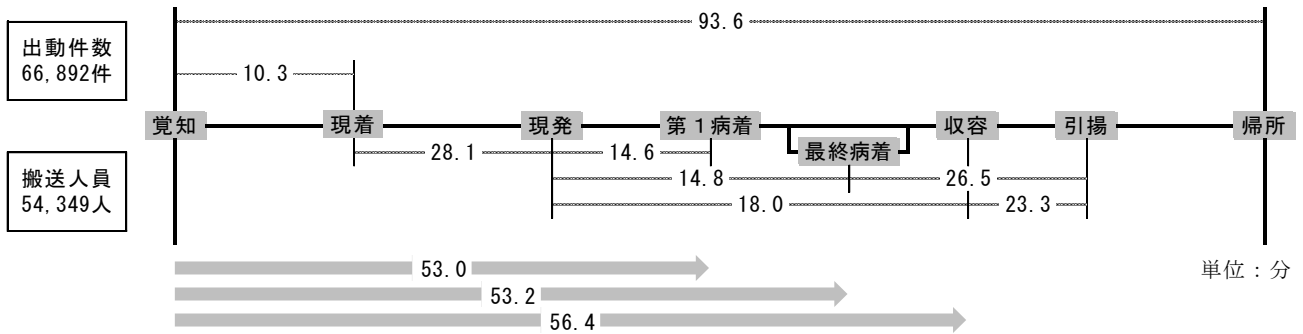 93.6
出動件数
66,892件
10.3
覚知 現着 現発 第1病着 収容 引揚 帰所
最終病着
28.1 14.6
搬送人員
54,349人
14.8 26.5
18.0 23.3
53.0
単位：分
53.2
56.4